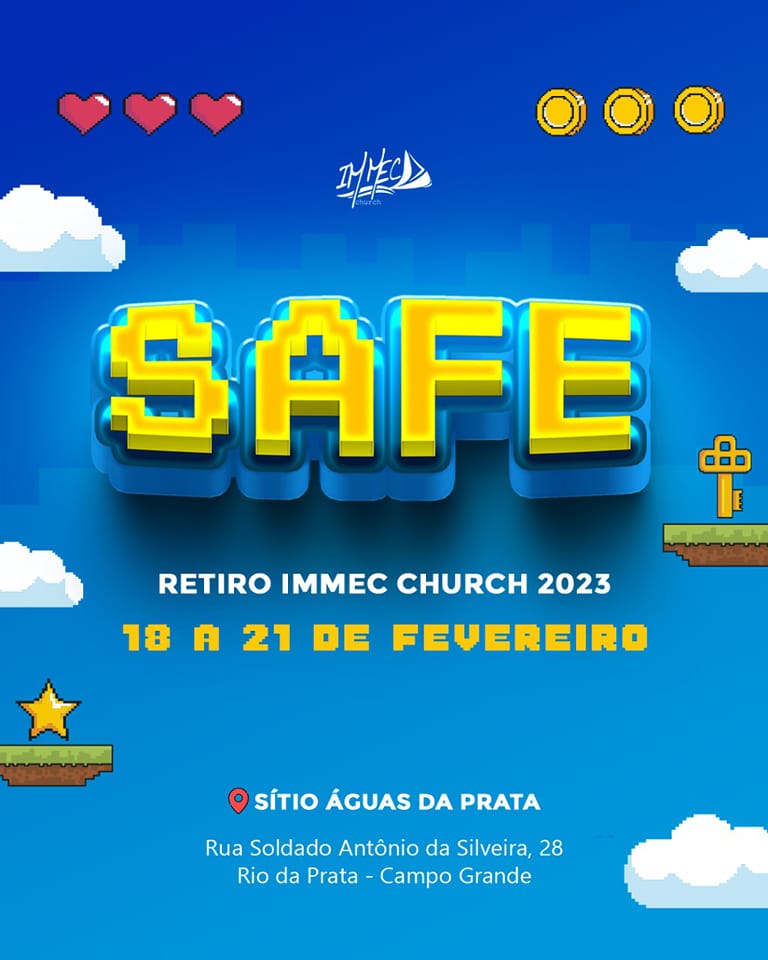 IMMEC
church
SAFE
RETIRO IMMEC CHURCH 2023
18 A 21 DE FEVEREIRO
SÍTIO ÁGUAS DA PRATA
Rua Soldado Antônio da Silveira, 28
Rio da Prata - Campo Grande